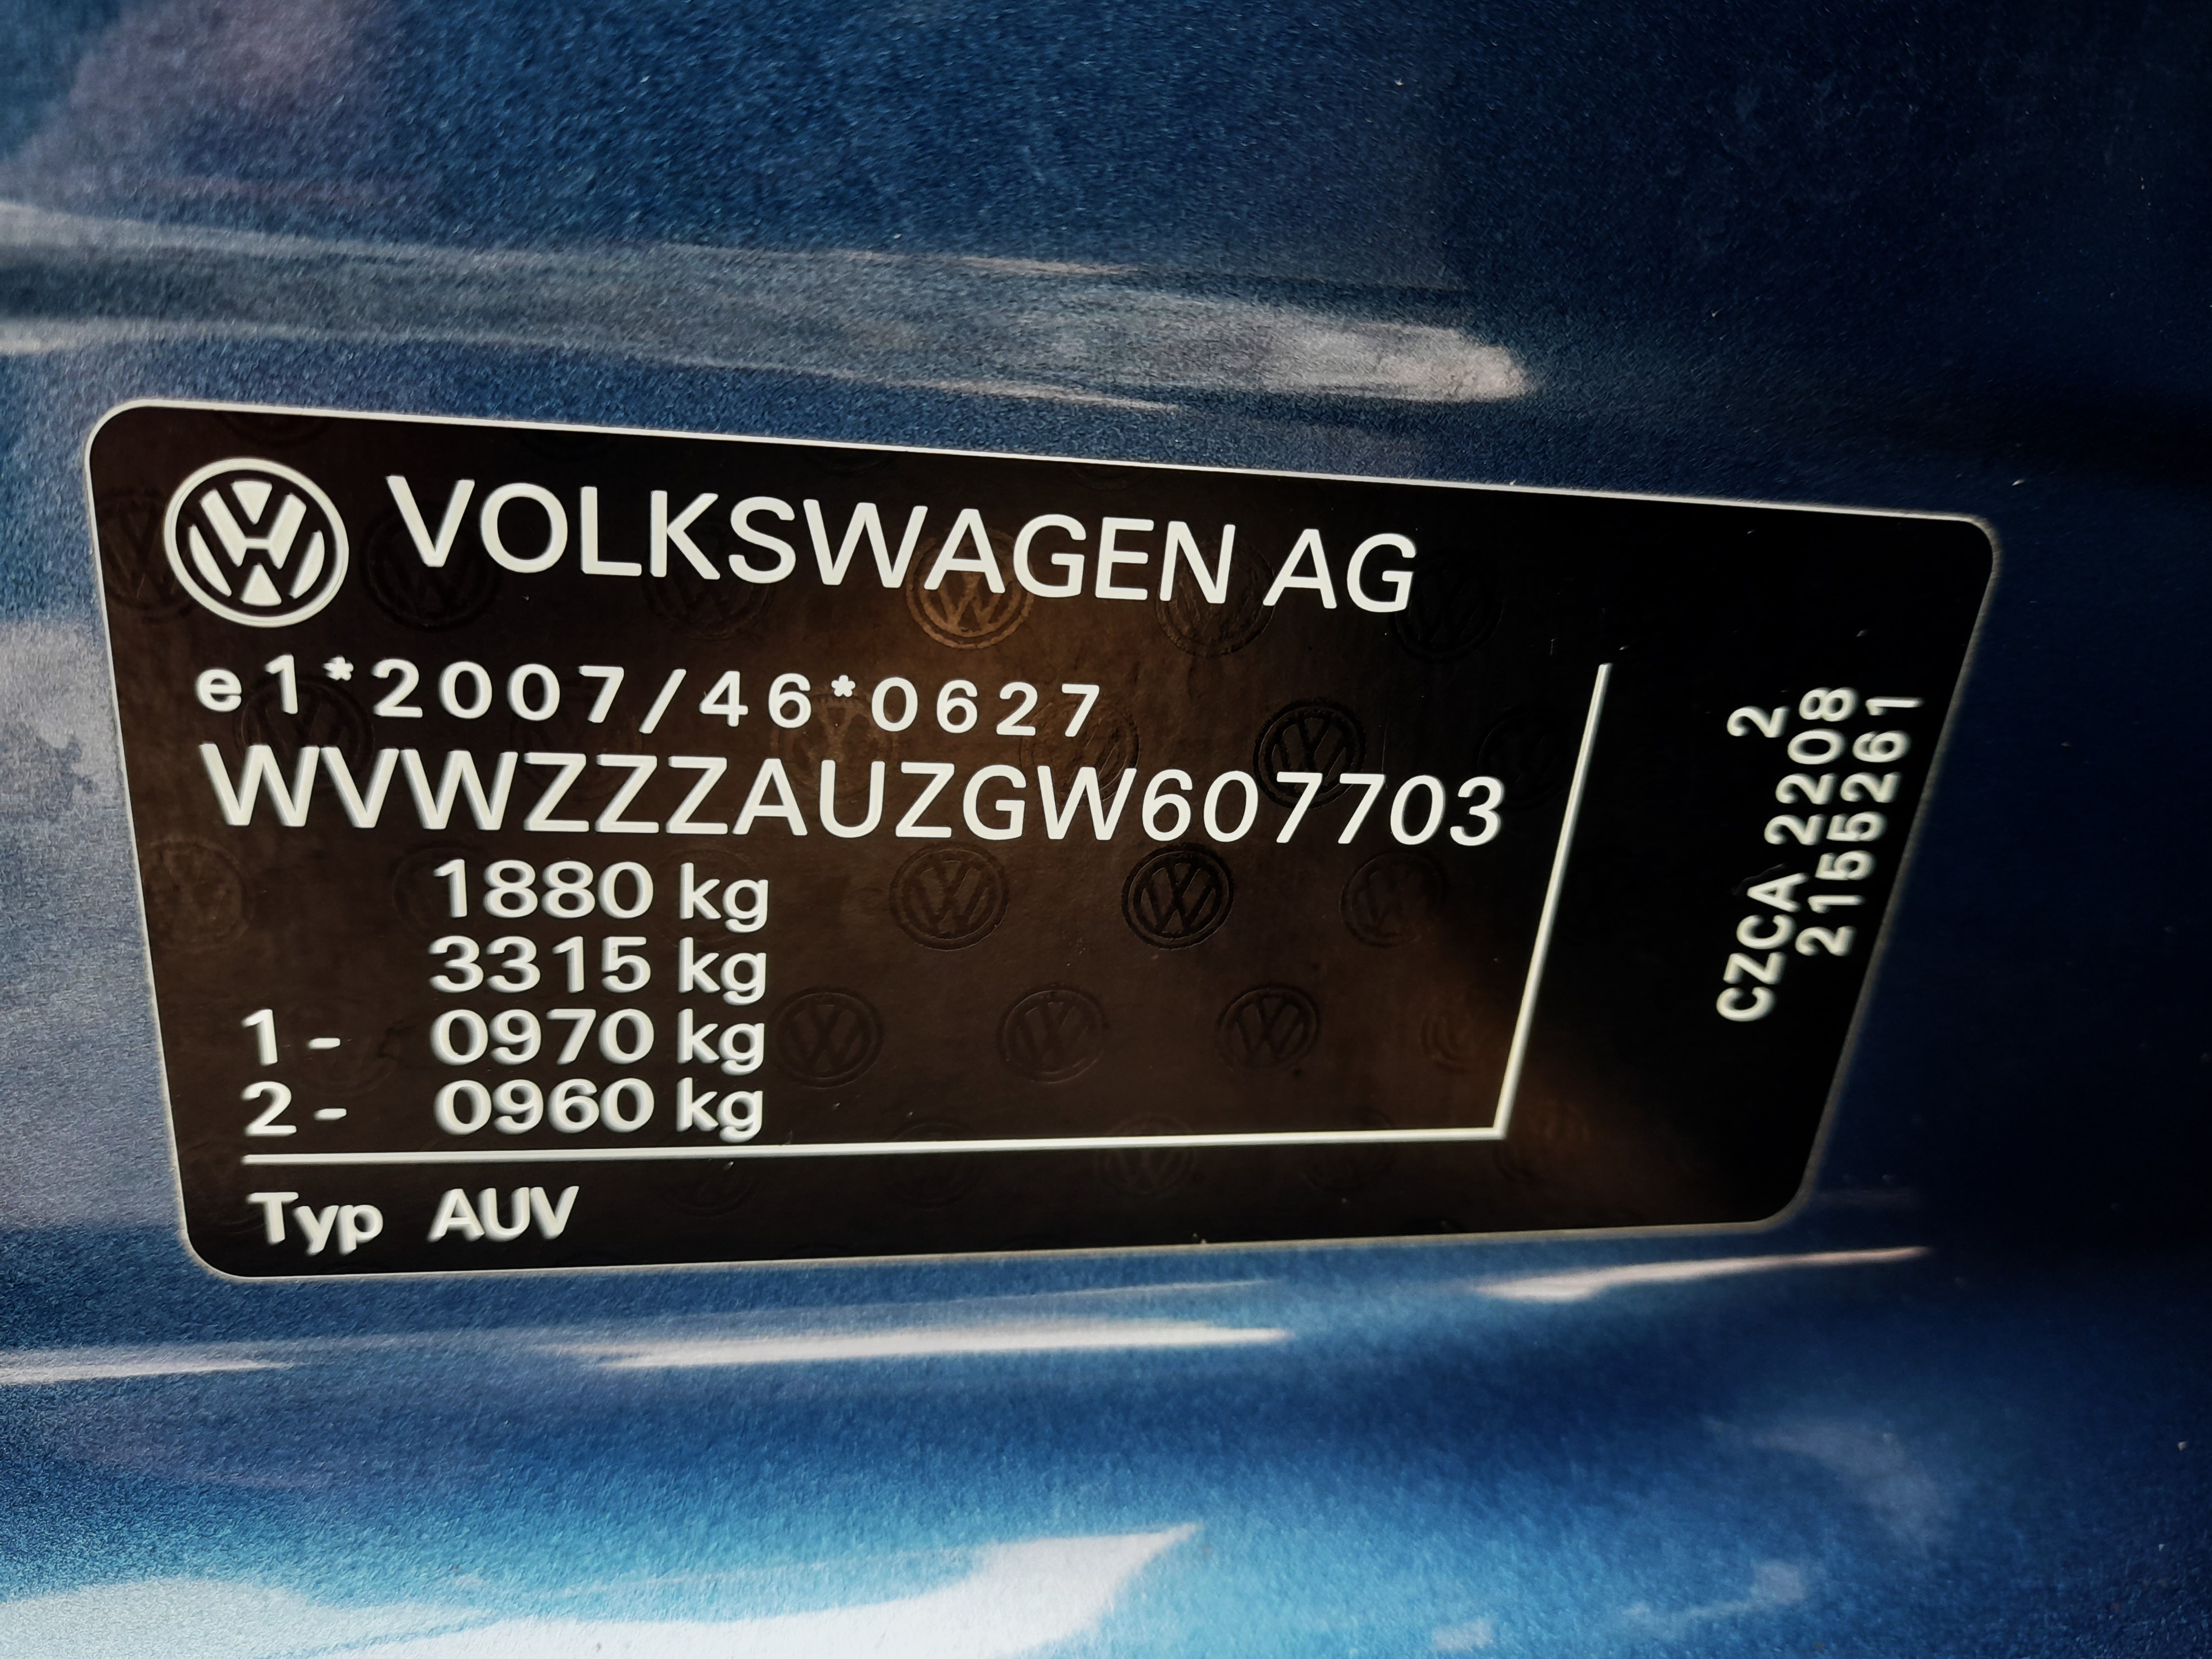 VOLKSWAGEN AG
e1*2007/46*0627
WVWZZZAUZGW607703
1880 kg
3315 kg
1- 0970 kg
2- 0960 kg
Typ AUV
2
CZCA 2208
2155261